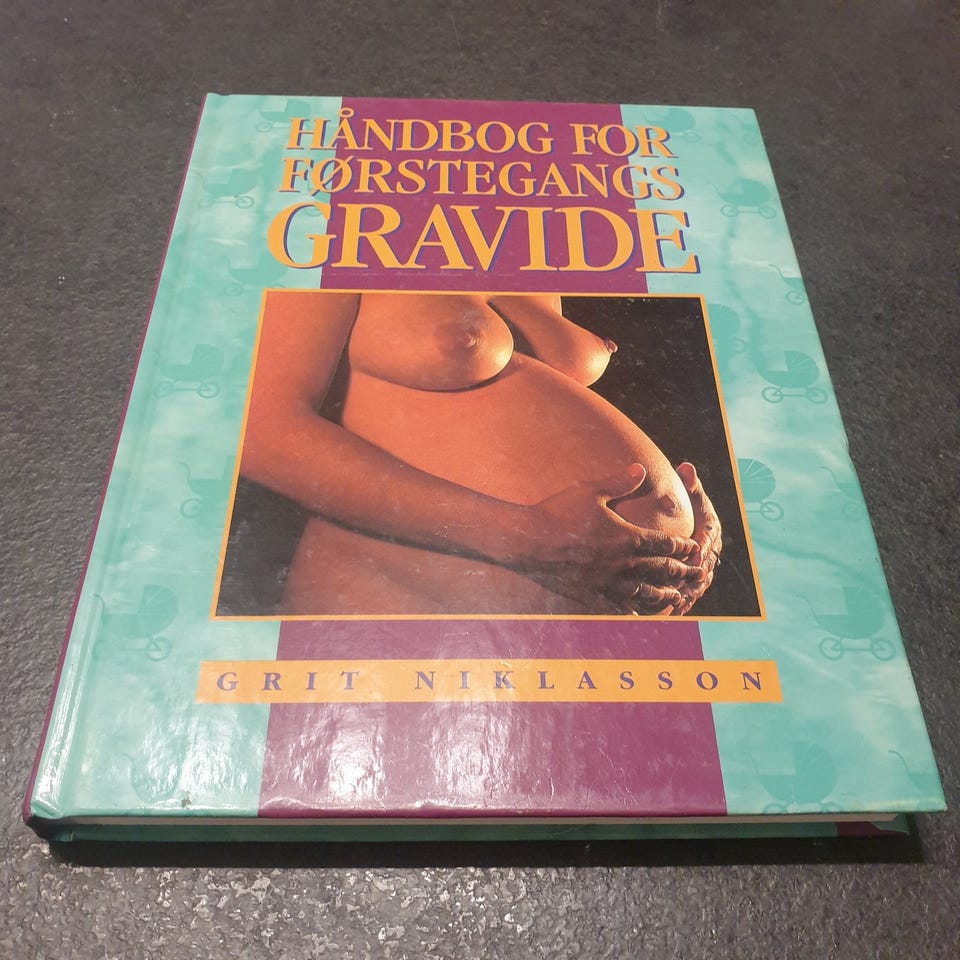 HÅNDBOG FOR
FØRSTEGANGS
GRAVIDE
GRIT NIKLASSON